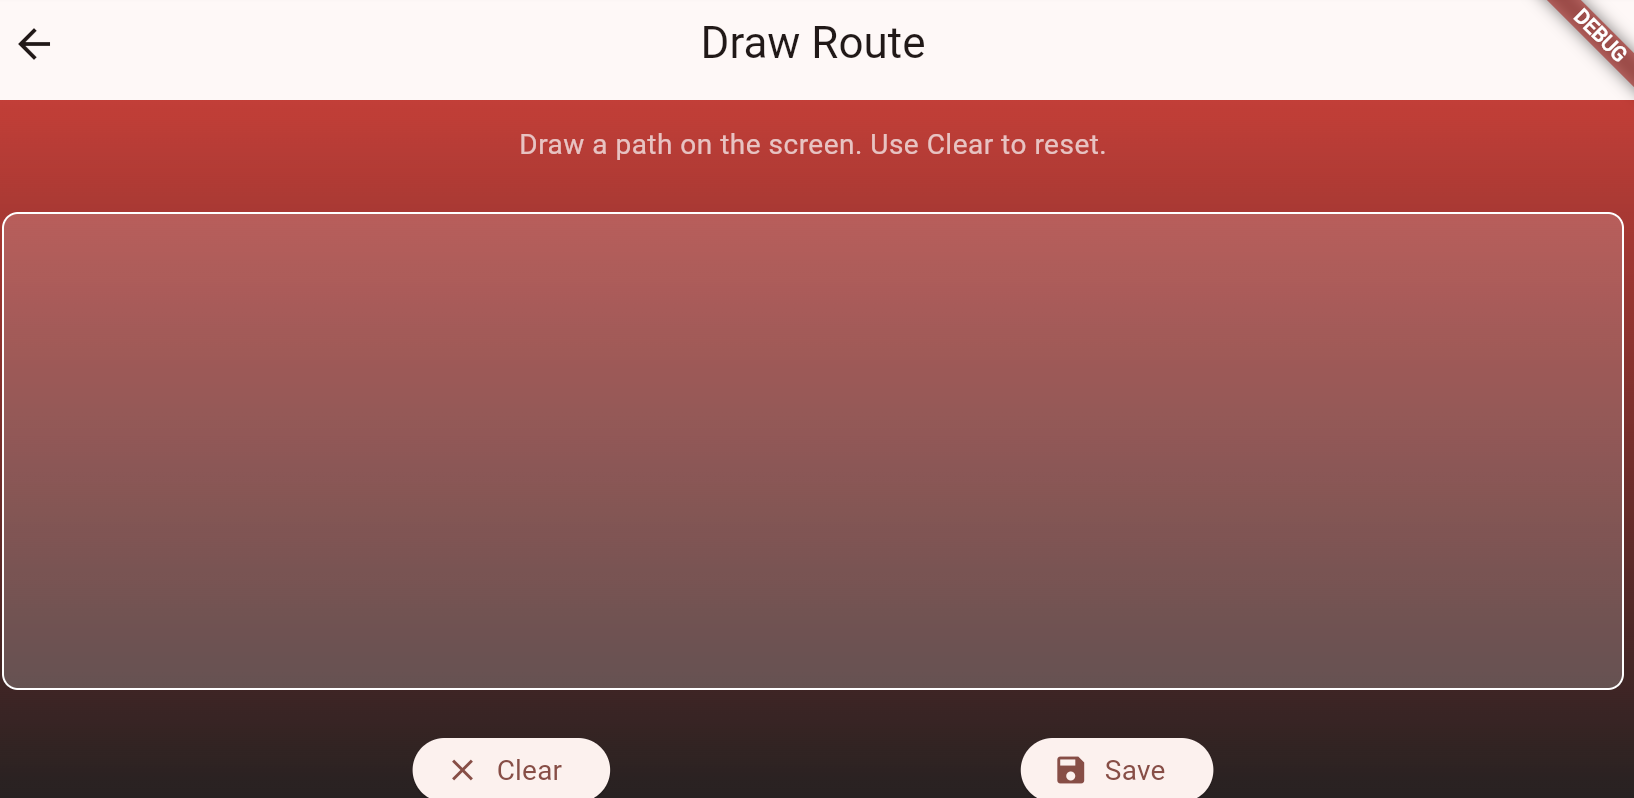 Draw Route
DEBUG
Draw a path on the screen. Use Clear to reset.
Clear
Save